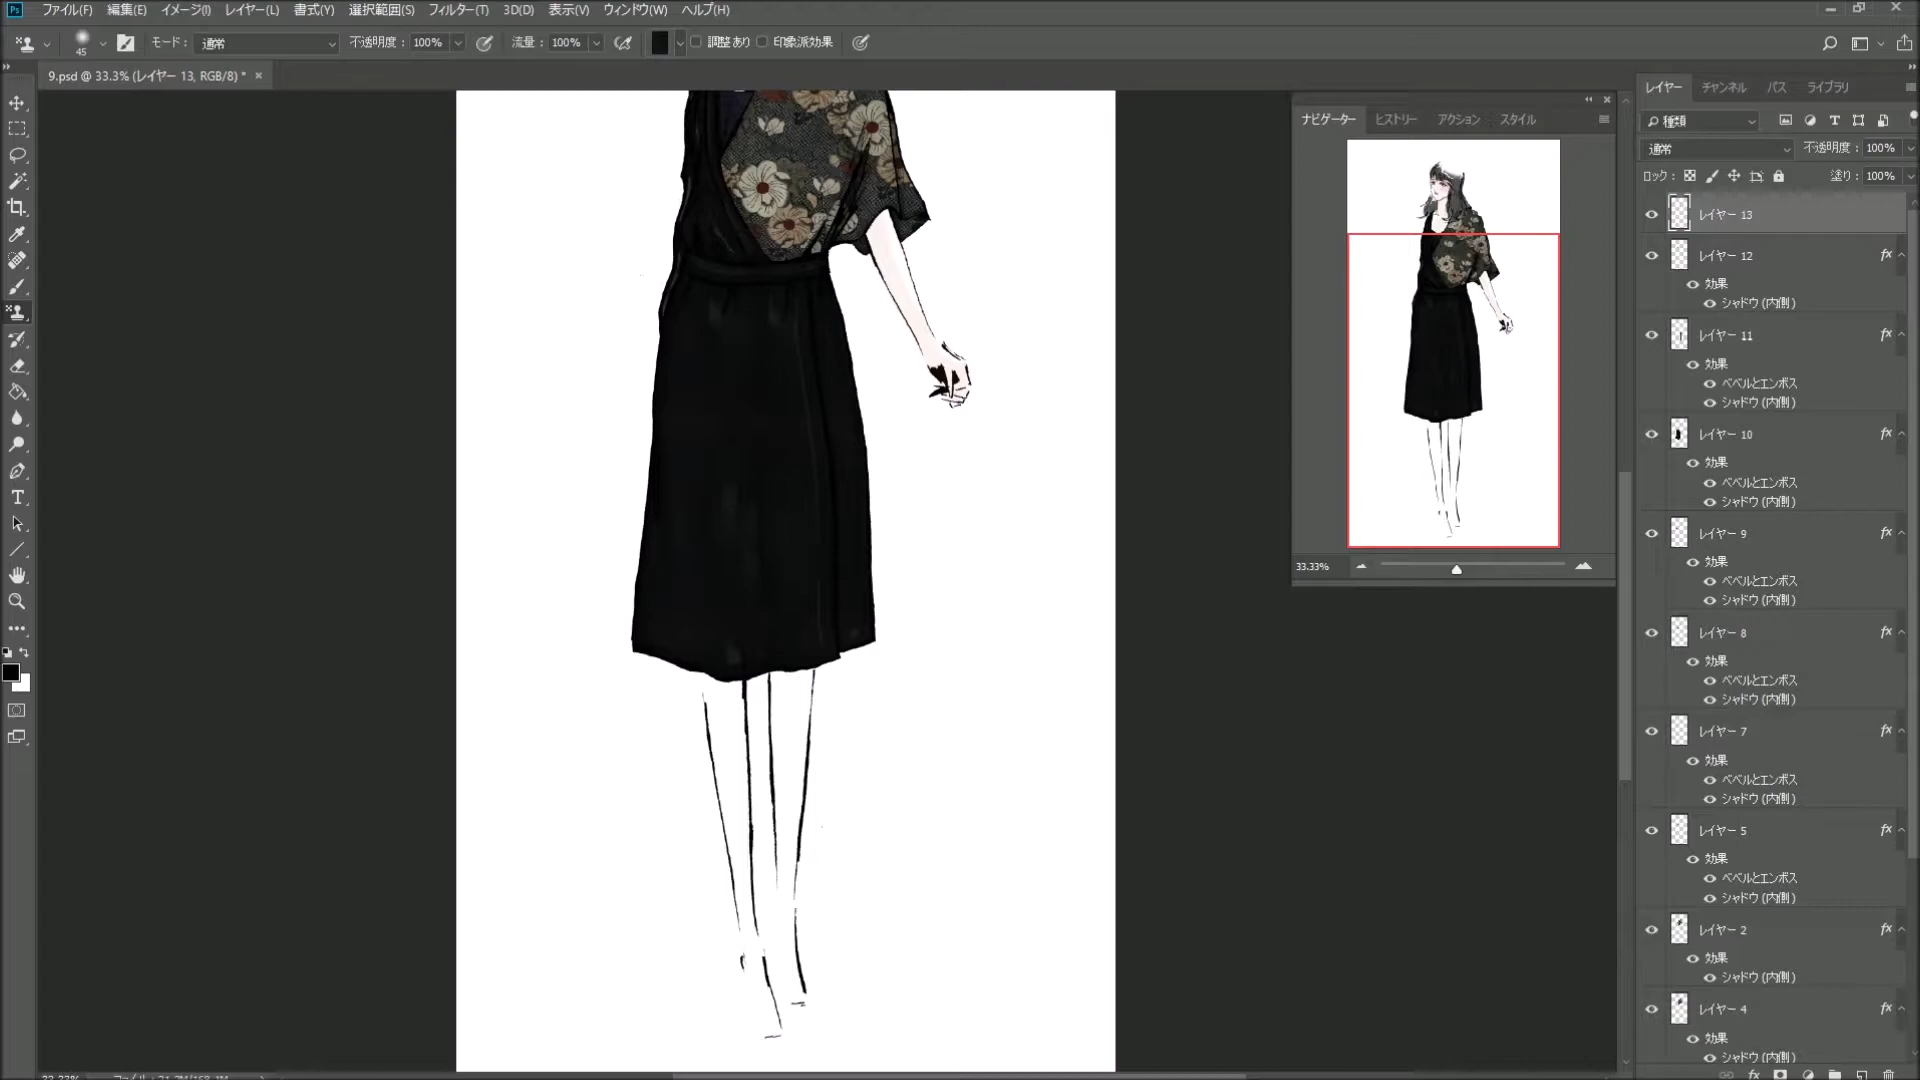 Ps ファイル(F) 編集(E) イメージ(I) レイヤー(L) 書式(Y) 選択範囲(S) フィルター(T) 3D(D) 表示(V) ウィンドウ(W) ヘルプ(H)
45 モード： 通常 不透明度： 100% 流量： 100% 調整あり 印象派効果
9.psd @ 33.3% (レイヤー 13, RGB/8) *
ナビゲーター ヒストリー アクション スタイル
33.33%
レイヤー チャンネル パス ライブラリ
種類
通常 不透明度： 100%
ロック： 塗り： 100%
レイヤー 13
レイヤー 12 fx
効果
シャドウ (内側)
レイヤー 11 fx
効果
ベベルとエンボス
シャドウ (内側)
レイヤー 10 fx
効果
ベベルとエンボス
シャドウ (内側)
レイヤー 9 fx
効果
ベベルとエンボス
シャドウ (内側)
レイヤー 8 fx
効果
ベベルとエンボス
シャドウ (内側)
レイヤー 7 fx
効果
ベベルとエンボス
シャドウ (内側)
レイヤー 5 fx
効果
ベベルとエンボス
シャドウ (内側)
レイヤー 2 fx
効果
シャドウ (内側)
レイヤー 4 fx
効果
シャドウ (内側)
fx